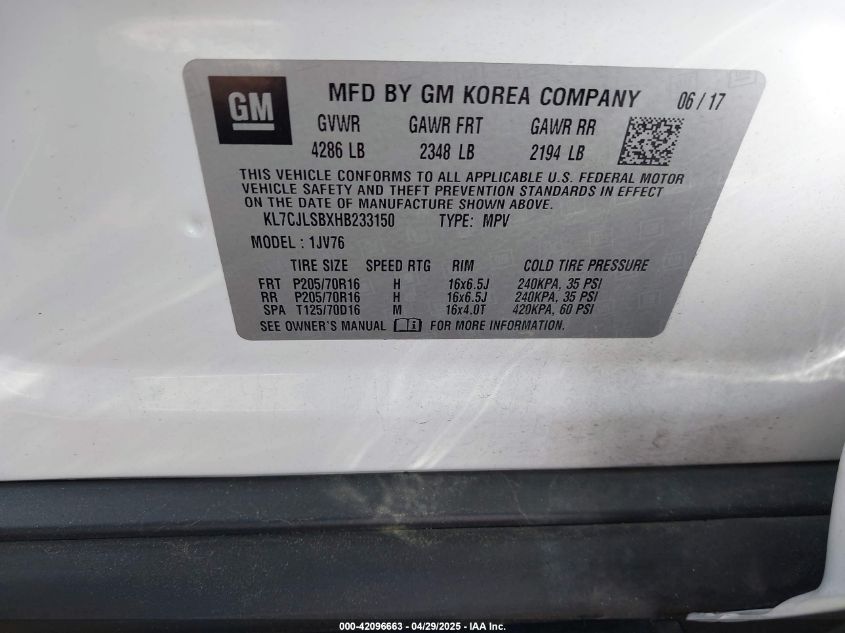 GM MFD BY GM KOREA COMPANY 06 / 17
GVWR GAWR FRT GAWR RR
4286 LB 2348 LB 2194 LB
THIS VEHICLE CONFORMS TO ALL APPLICABLE U.S. FEDERAL MOTOR
VEHICLE SAFETY AND THEFT PREVENTION STANDARDS IN EFFECT
ON THE DATE OF MANUFACTURE SHOWN ABOVE.
KL7CJLSBXHB233150 TYPE: MPV
MODEL : 1JV76
TIRE SIZE SPEED RTG RIM COLD TIRE PRESSURE
FRT P205/70R16 H 16x6.5J 240KPA, 35 PSI
RR P205/70R16 H 16x6.5J 240KPA, 35 PSI
SPA T125/70D16 M 16x4.0T 420KPA, 60 PSI
SEE OWNER'S MANUAL FOR MORE INFORMATION.
000-42096663 - 04/29/2025 - IAA Inc.